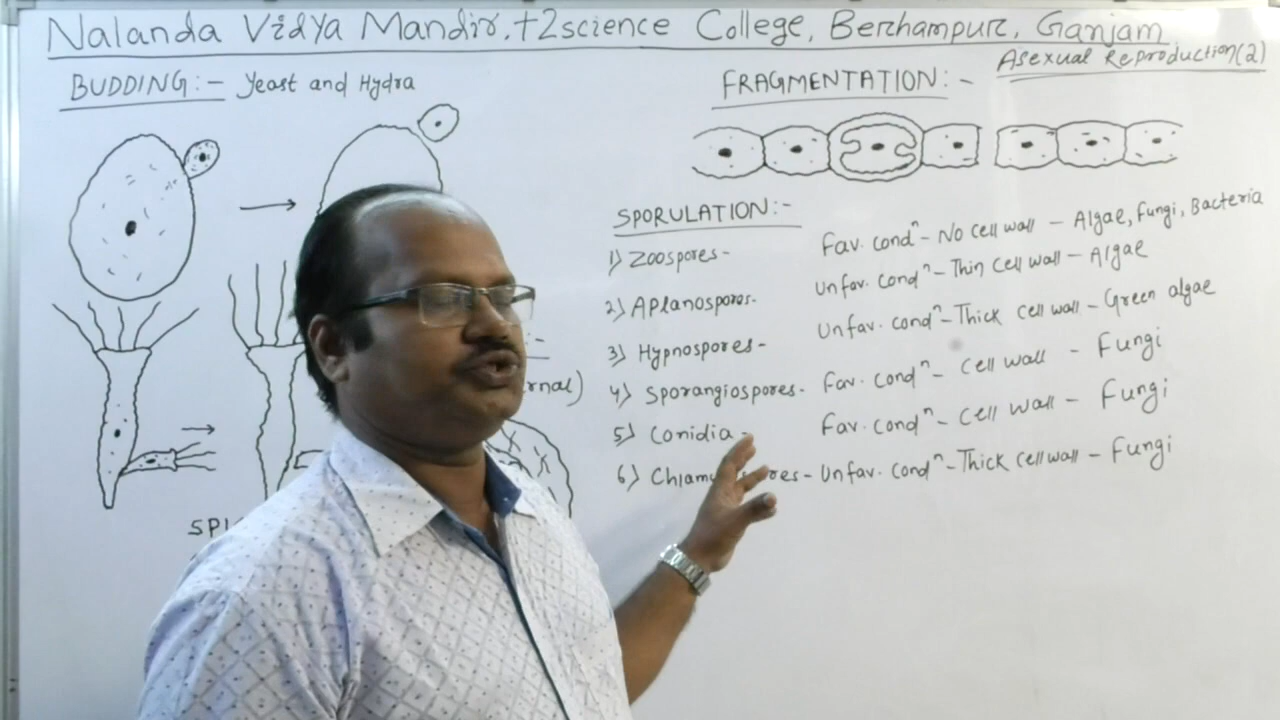 Nalanda Vidya Mandir, +2science College, Berhampur, Ganjam
Asexual Reproduction(2)
BUDDING:- Yeast and Hydra
FRAGMENTATION:-
SPORULATION:-
1) Zoospores- Fav. condⁿ- No cell wall - Algae, Fungi, Bacteria
2) Aplanospores- Unfav. condⁿ- Thin cell wall - Algae
3) Hypnospores- Unfav. condⁿ- Thick cell wall - Green algae
4) Sporangiospores- Fav. condⁿ- cell wall - Fungi
5) Conidia- Fav. condⁿ- cell wall - Fungi
6) Unfav. condⁿ- Thick cell wall - Fungi